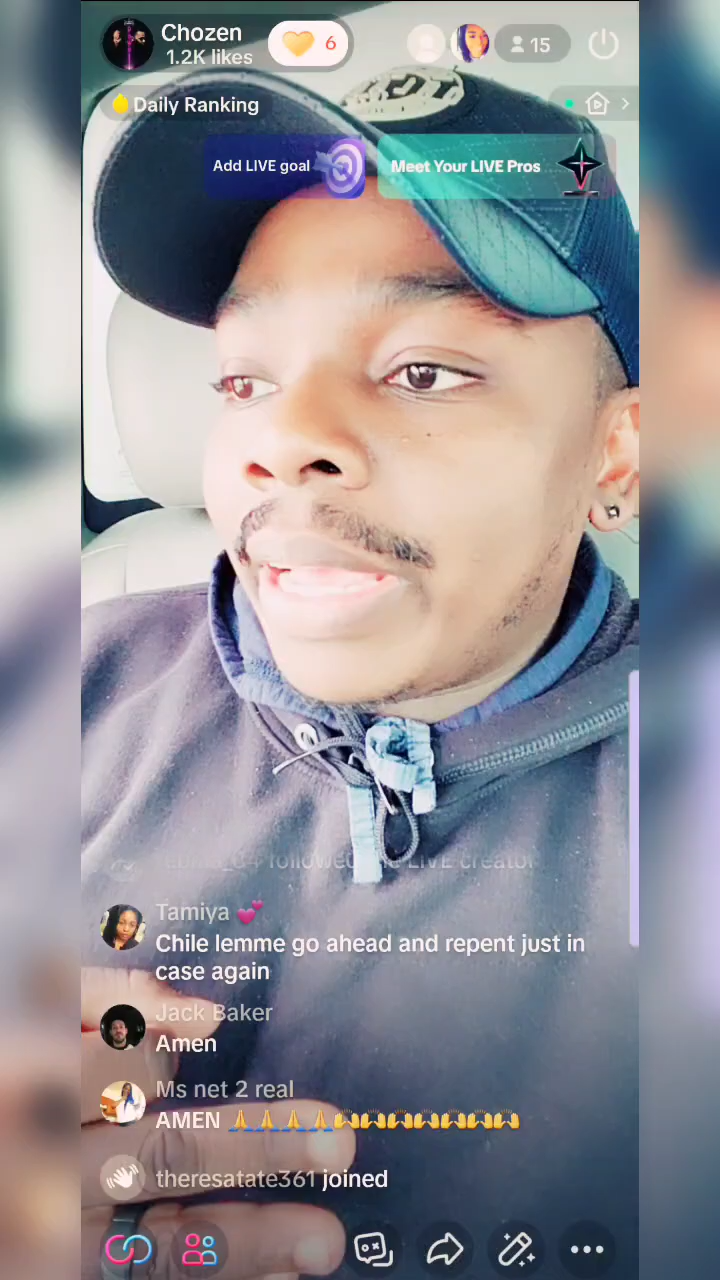 Chozen
1.2K likes
6
15
Daily Ranking
Add LIVE goal
Meet Your LIVE Pros
followed the LIVE creator
Tamiya 💕
Chile lemme go ahead and repent just in
case again
Jack Baker
Amen
Ms net 2 real
AMEN 🙏🙏🙏🙏🙌🙌🙌🙌🙌🙌🙌
theresatate361 joined